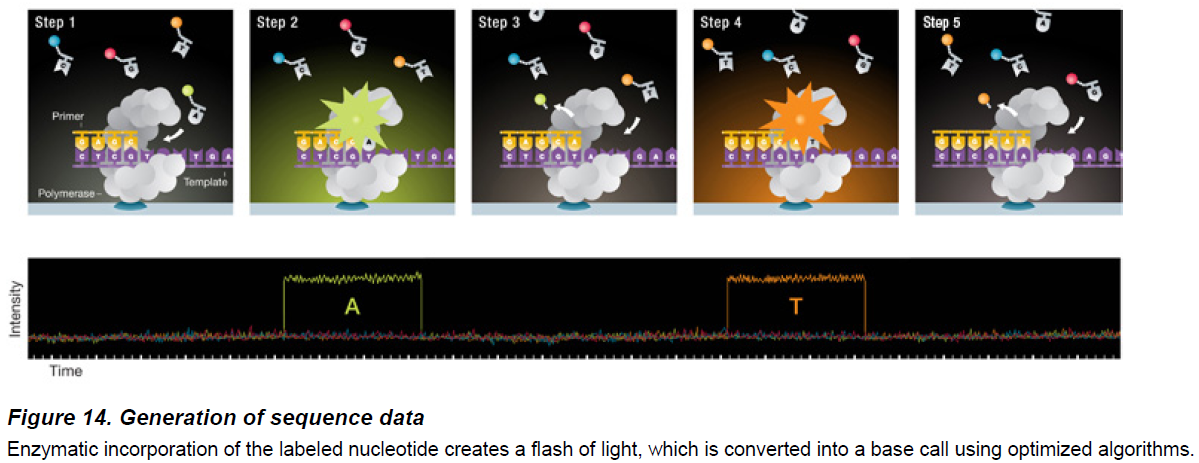 Step 1
Step 2
Step 3
Step 4
Step 5
Primer
Polymerase
Template
Intensity
A
T
Time
Figure 14. Generation of sequence data
Enzymatic incorporation of the labeled nucleotide creates a flash of light, which is converted into a base call using optimized algorithms.